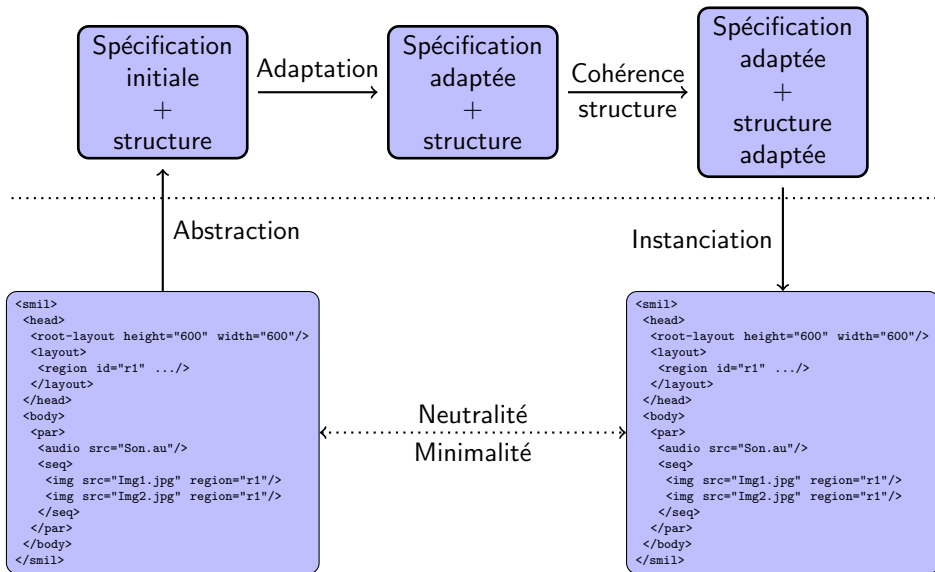 Spécification
initiale
+
structure
Adaptation
Spécification
adaptée
+
structure
Cohérence
structure
Spécification
adaptée
+
structure
adaptée
Abstraction
Instanciation
<smil>
<head>
<root-layout height="600" width="600"/>
<layout>
<region id="r1" .../>
</layout>
</head>
<body>
<par>
<audio src="Son.au"/>
<seq>
<img src="Img1.jpg" region="r1"/>
<img src="Img2.jpg" region="r1"/>
</seq>
</par>
</body>
</smil>
Neutralité
Minimalité
<smil>
<head>
<root-layout height="600" width="600"/>
<layout>
<region id="r1" .../>
</layout>
</head>
<body>
<par>
<audio src="Son.au"/>
<seq>
<img src="Img1.jpg" region="r1"/>
<img src="Img2.jpg" region="r1"/>
</seq>
</par>
</body>
</smil>